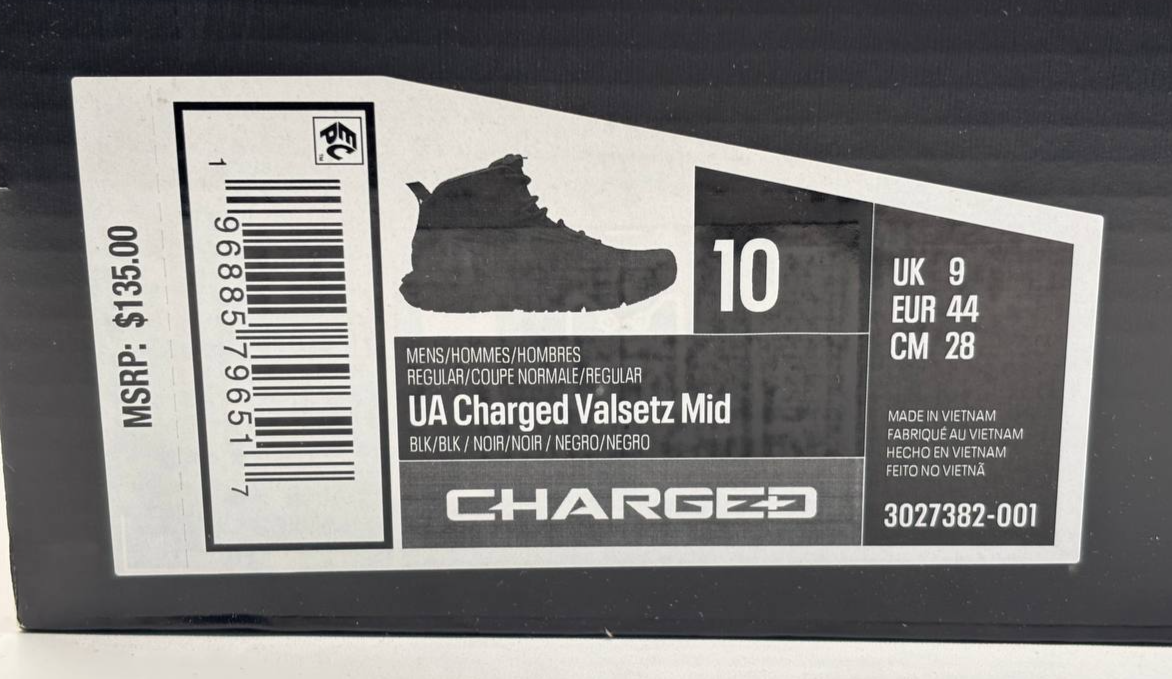 MSRP: $135.00
EPC
™
1 96885 79651 7
10
UK 9
EUR 44
CM 28
MENS/HOMMES/HOMBRES
REGULAR/COUPE NORMALE/REGULAR
UA Charged Valsetz Mid
BLK/BLK / NOIR/NOIR / NEGRO/NEGRO
CHARGED
MADE IN VIETNAM
FABRIQUÉ AU VIETNAM
HECHO EN VIETNAM
FEITO NO VIETNÃ
3027382-001